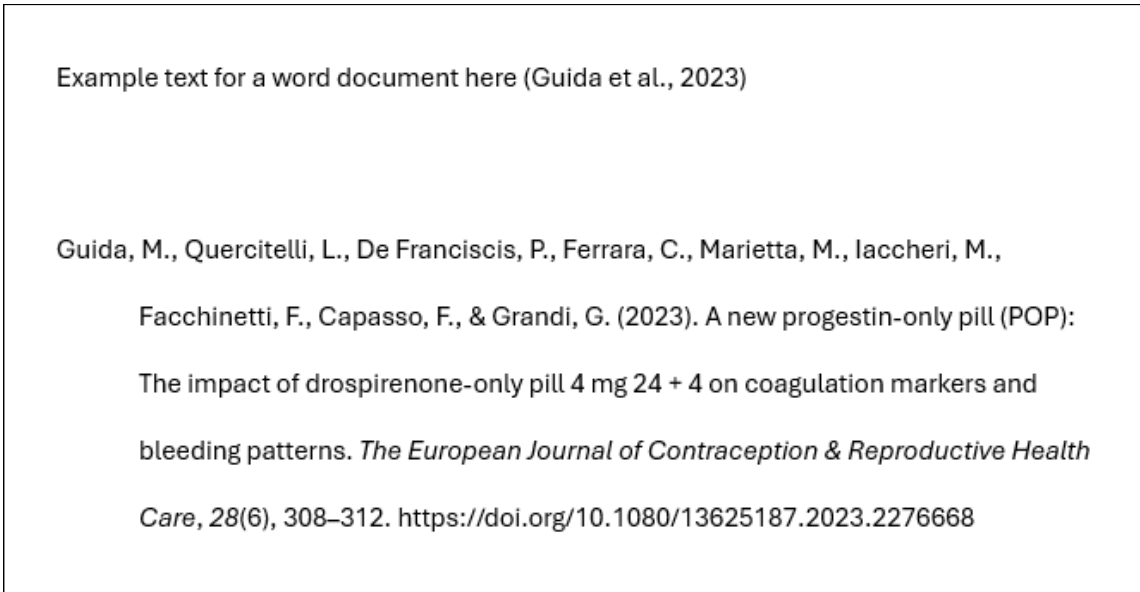 Example text for a word document here (Guida et al., 2023)
Guida, M., Quercitelli, L., De Franciscis, P., Ferrara, C., Marietta, M., Iaccheri, M.,
Facchinetti, F., Capasso, F., & Grandi, G. (2023). A new progestin-only pill (POP):
The impact of drospirenone-only pill 4 mg 24 + 4 on coagulation markers and
bleeding patterns. The European Journal of Contraception & Reproductive Health
Care, 28(6), 308–312. https://doi.org/10.1080/13625187.2023.2276668